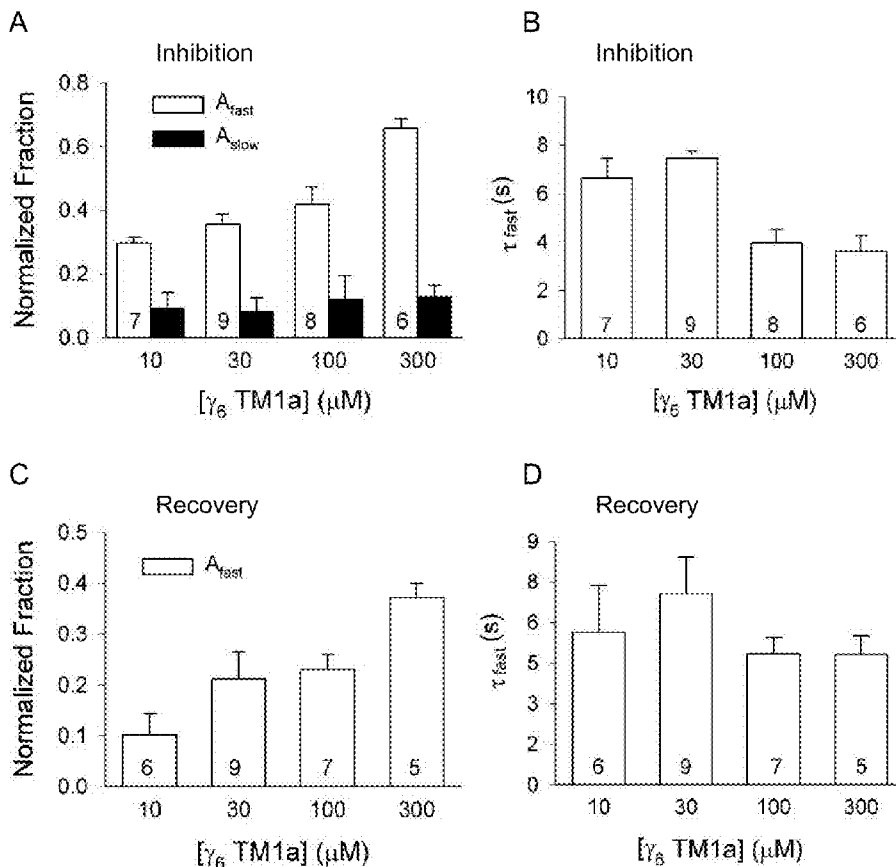 A
Inhibition
Normalized Fraction
0.8
0.6
0.4
0.2
0.0
A fast
A slow
7 9 8 6
10 30 100 300
[γ6 TM1a] (μM)
B
Inhibition
τ fast (s)
10
8
6
4
2
0
7 9 8 6
10 30 100 300
[γ6 TM1a] (μM)
C
Recovery
Normalized Fraction
0.5
0.4
0.3
0.2
0.1
0.0
A fast
6 9 7 5
10 30 100 300
[γ6 TM1a] (μM)
D
Recovery
τ fast (s)
9
8
6
5
3
2
0
6 9 7 5
10 30 100 300
[γ6 TM1a] (μM)